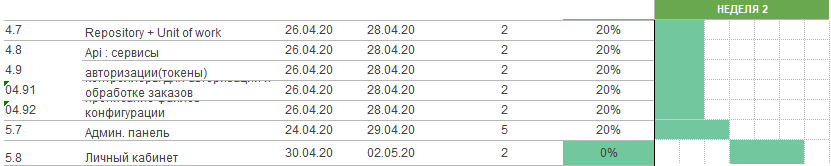 НЕДЕЛЯ 2
4.7 Repository + Unit of work 26.04.20 28.04.20 2 20%
4.8 Api : сервисы 26.04.20 28.04.20 2 20%
4.9 авторизации(токены) 26.04.20 28.04.20 2 20%
04.91 обработке заказов 26.04.20 28.04.20 2 20%
04.92 конфигурации 26.04.20 28.04.20 2 20%
5.7 Админ. панель 24.04.20 29.04.20 5 20%
5.8 Личный кабинет 30.04.20 02.05.20 2 0%